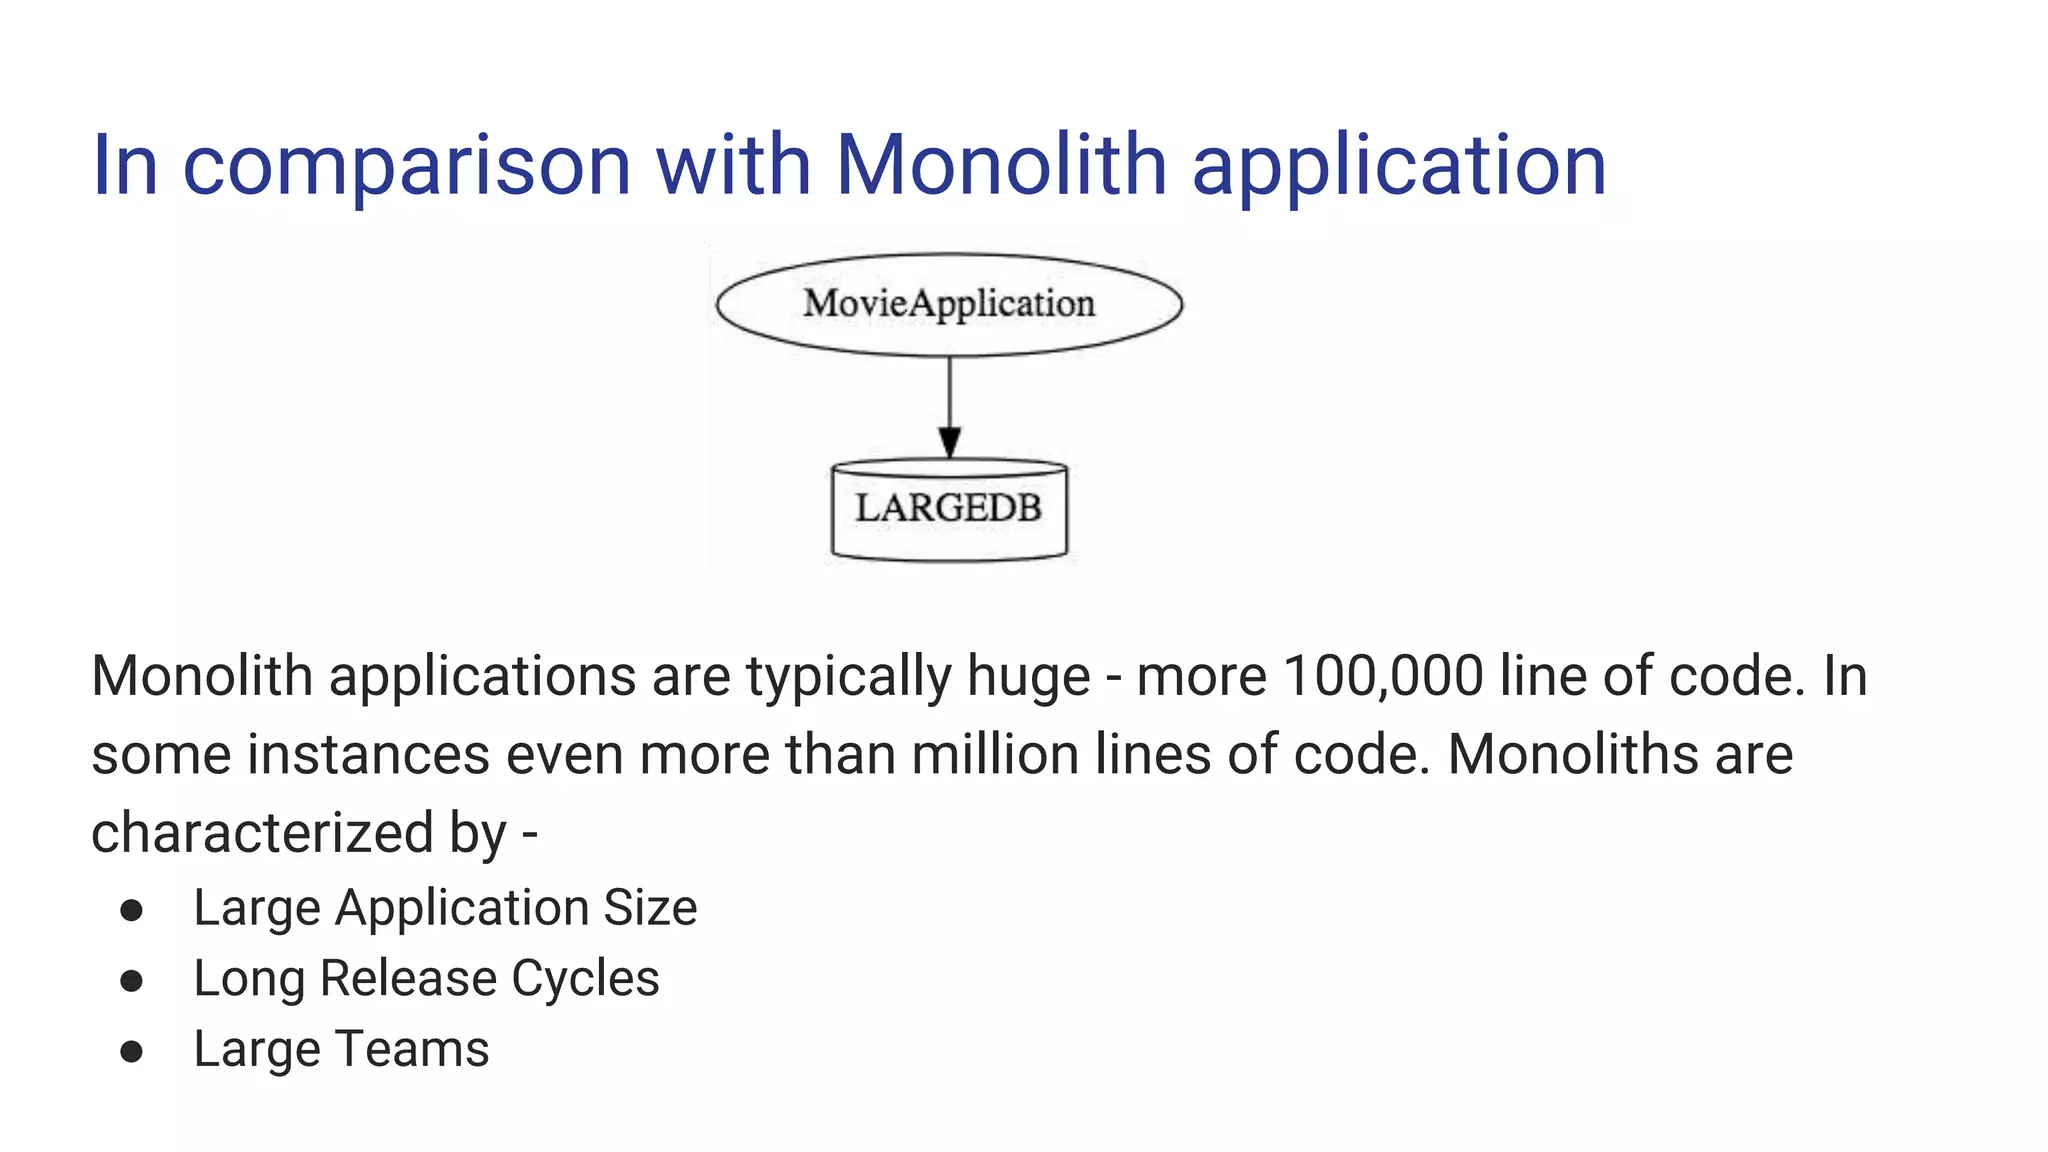 In comparison with Monolith application
MovieApplication
LARGEDB
Monolith applications are typically huge - more 100,000 line of code. In
some instances even more than million lines of code. Monoliths are
characterized by -
● Large Application Size
● Long Release Cycles
● Large Teams